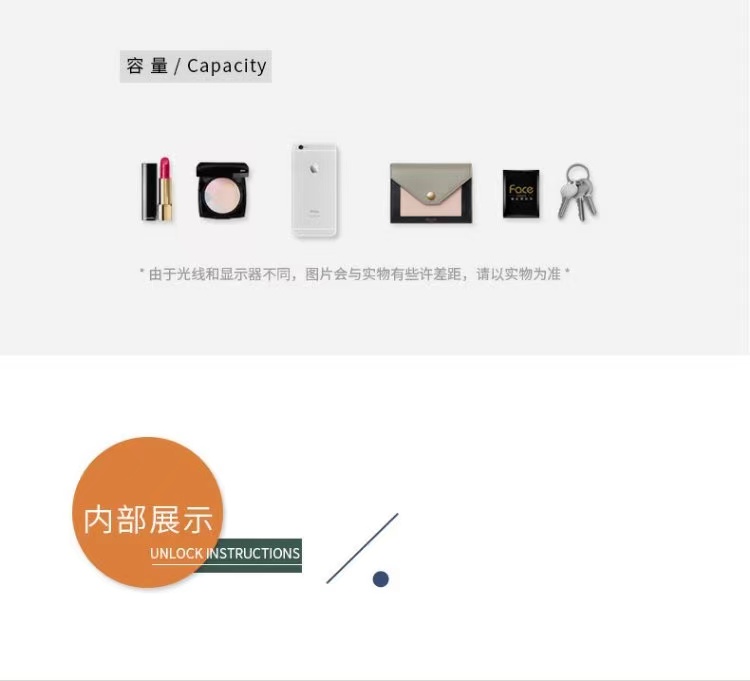 容 量 / Capacity
Face
* 由于光线和显示器不同，图片会与实物有些许差距，请以实物为准 *
内部展示
UNLOCK INSTRUCTIONS